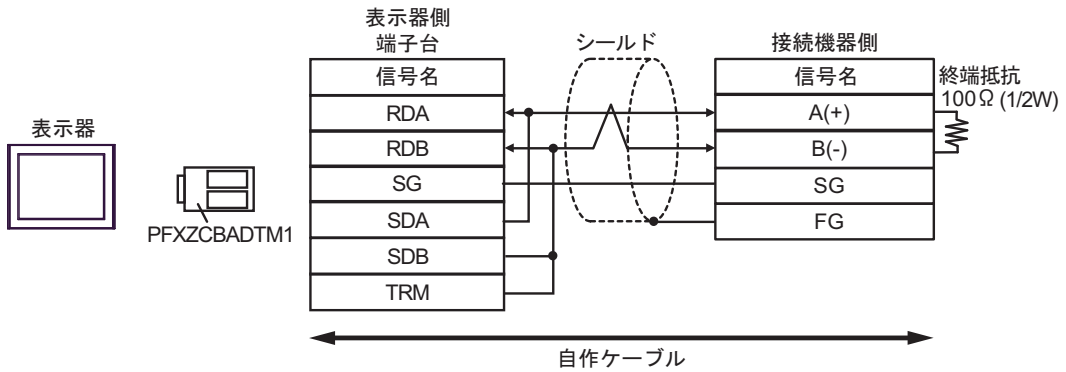 表示器
PFXZCBADTM1
表示器側
端子台
信号名
RDA
RDB
SG
SDA
SDB
TRM
シールド
接続機器側
信号名
A(+)
B(-)
SG
FG
終端抵抗
100Ω (1/2W)
自作ケーブル